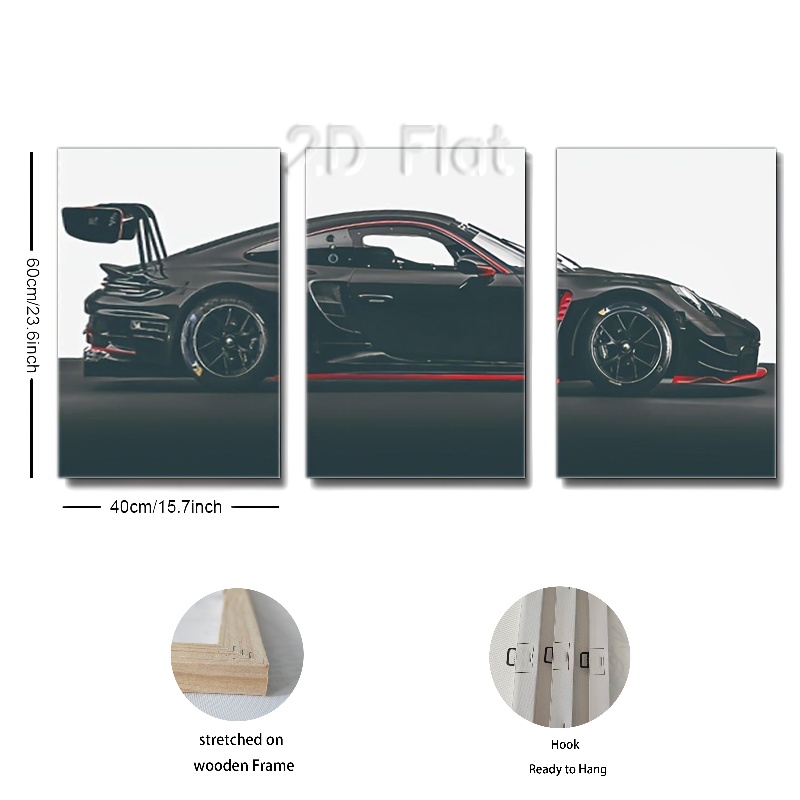 2D Flat
60cm/23.6inch
40cm/15.7inch
stretched on
wooden Frame
Hook
Ready to Hang